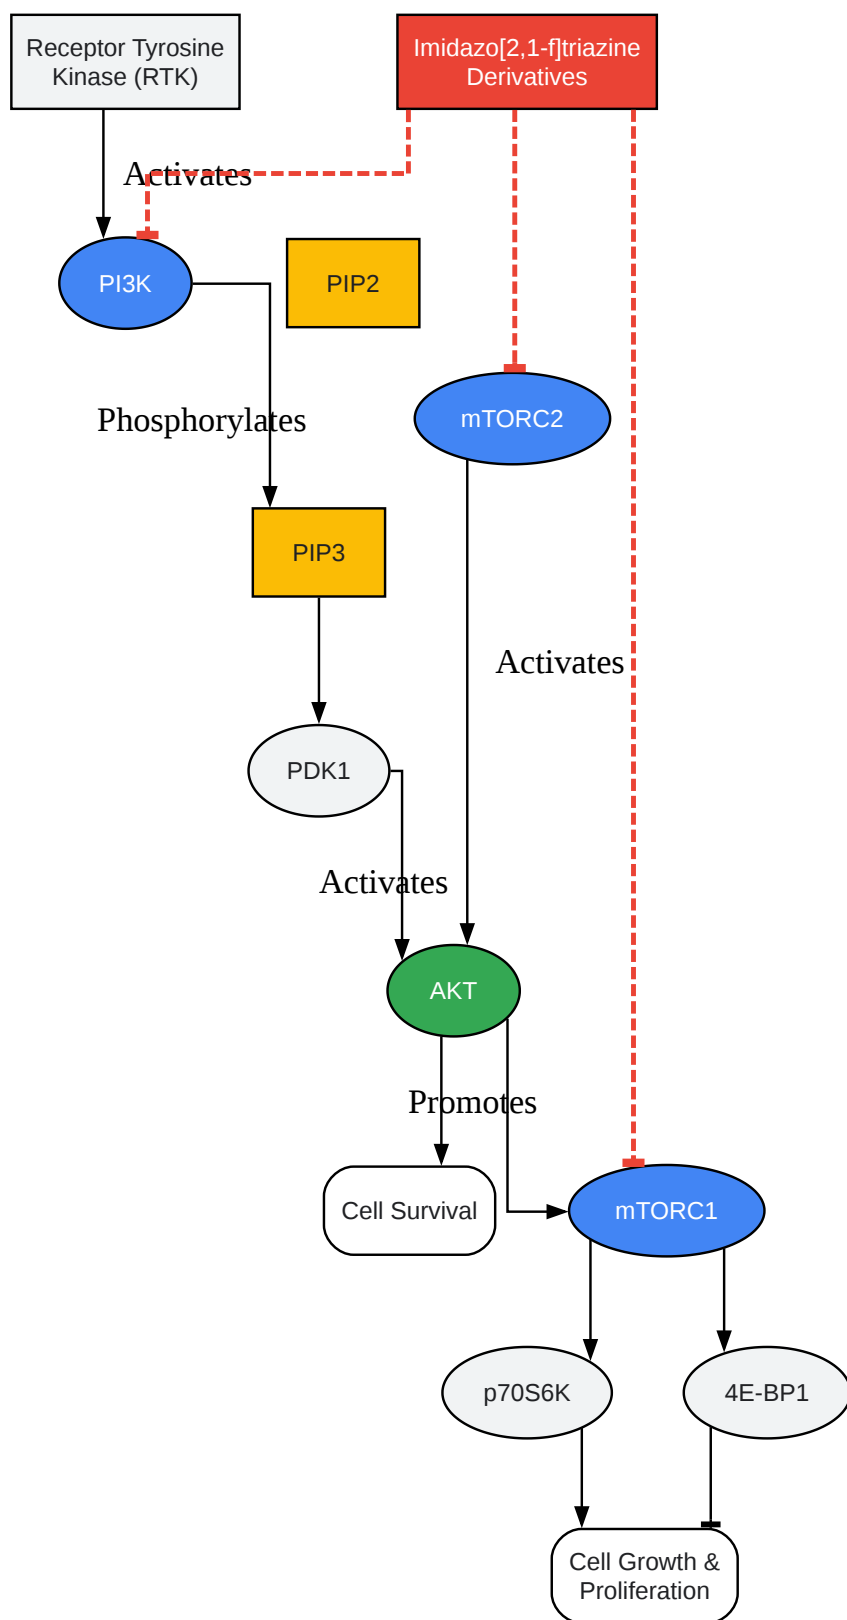 Receptor Tyrosine
Kinase (RTK)
Imidazo[2,1-f]triazine
Derivatives
Activates
PI3K
PIP2
mTORC2
Phosphorylates
PIP3
Activates
PDK1
Activates
AKT
Promotes
Cell Survival
mTORC1
p70S6K
4E-BP1
Cell Growth &
Proliferation